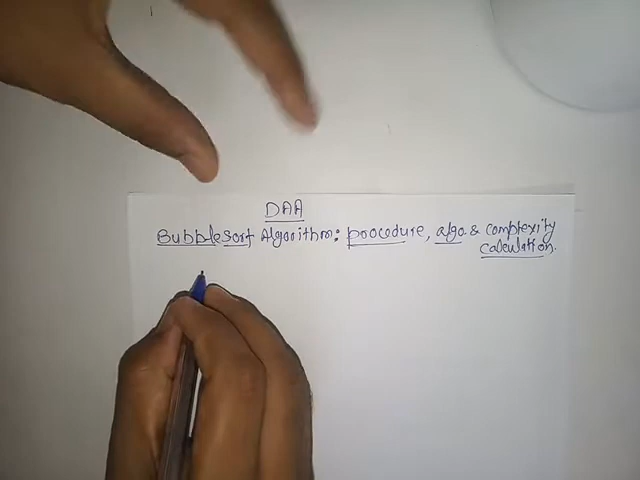 DAA
Bubblesort Algorithm: procedure, algo & complexity
calculation.